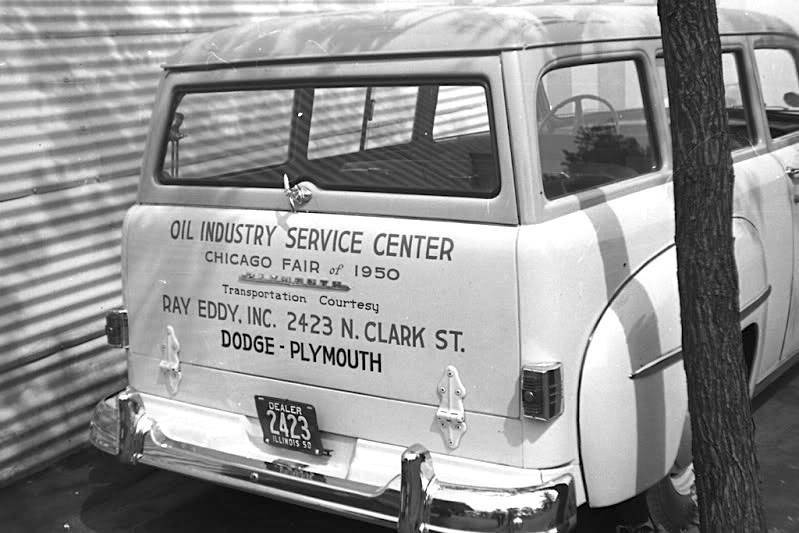 OIL INDUSTRY SERVICE CENTER
CHICAGO FAIR of 1950
PLYMOUTH
Transportation Courtesy
RAY EDDY, INC. 2423 N. CLARK ST.
DODGE - PLYMOUTH
DEALER
2423
ILLINOIS 50